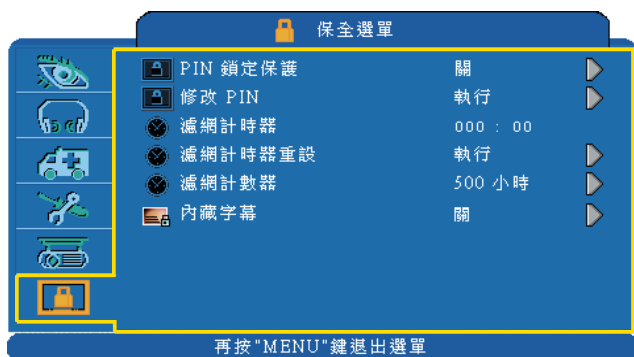 保全選單
PIN 鎖定保護 關
修改 PIN 執行
濾網計時器 000 : 00
濾網計時器重設 執行
濾網計數器 500 小時
內藏字幕 關
再按"MENU"鍵退出選單